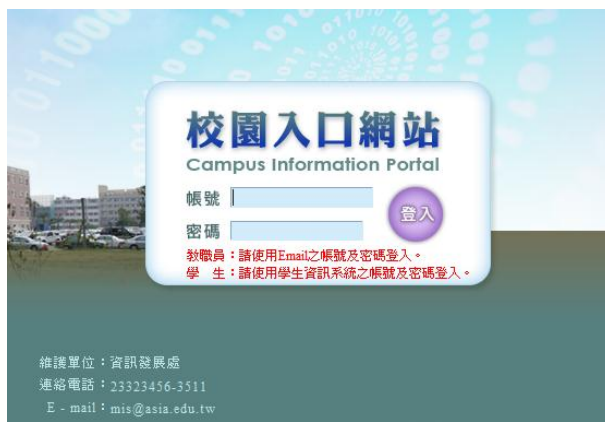 校園入口網站
Campus Information Portal
帳號
密碼
登入
教職員：請使用Email之帳號及密碼登入。
學　生：請使用學生資訊系統之帳號及密碼登入。
維護單位：資訊發展處
連絡電話：23323456-3511
E - mail：mis@asia.edu.tw